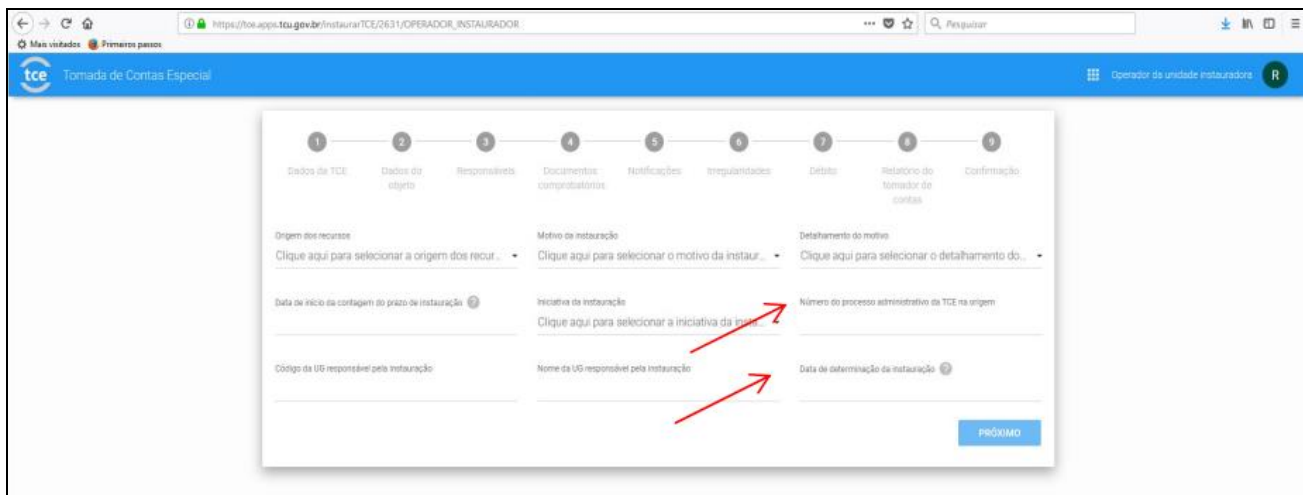 https://tce.apps.tcu.gov.br/instaurarTCE/2631/OPERADOR_INSTAURADOR
Pesquisar
Mais visitados Primeiros passos
tce Tomada de Contas Especial
Operador da unidade instauradora R
1 2 3 4 5 6 7 8 9
Dados da TCE Dados do objeto Responsáveis Documentos comprobatórios Notificações Irregularidades Débito Relatório do tomador de contas Confirmação
Origem dos recursos Motivo da instauração Detalhamento do motivo
Clique aqui para selecionar a origem dos recur... Clique aqui para selecionar o motivo da instaur... Clique aqui para selecionar o detalhamento do...
Data de início da contagem do prazo de instauração ? Iniciativa da instauração Número do processo administrativo da TCE na origem
Clique aqui para selecionar a iniciativa da insta...
Código da UG responsável pela instauração Nome da UG responsável pela instauração Data de determinação da instauração ?
PRÓXIMO